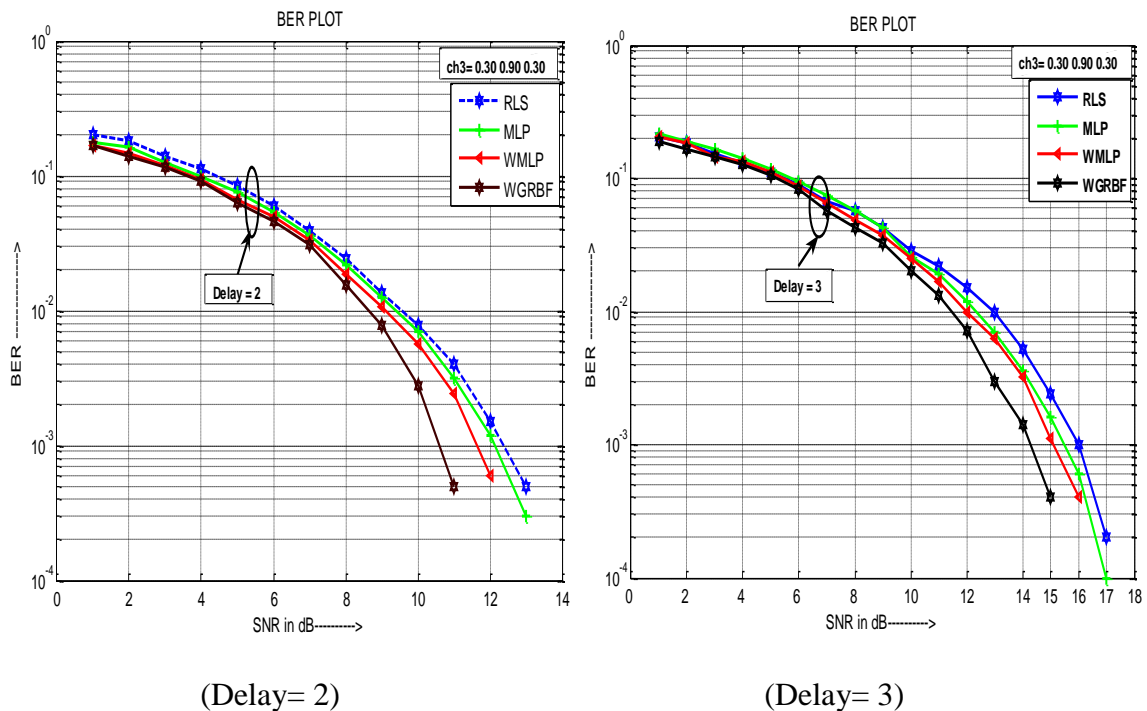 BER PLOT
10^0
10^-1
10^-2
10^-3
10^-4
BER ------------->
ch3= 0.30 0.90 0.30
RLS
MLP
WMLP
WGRBF
Delay = 2
0 2 4 6 8 10 12 14
SNR in dB---------->
BER PLOT
10^0
10^-1
10^-2
10^-3
10^-4
BER ------------->
ch3= 0.30 0.90 0.30
RLS
MLP
WMLP
WGRBF
Delay = 3
0 2 4 6 8 10 12 14 15 16 17 18
SNR in dB---------->
(Delay= 2)
(Delay= 3)